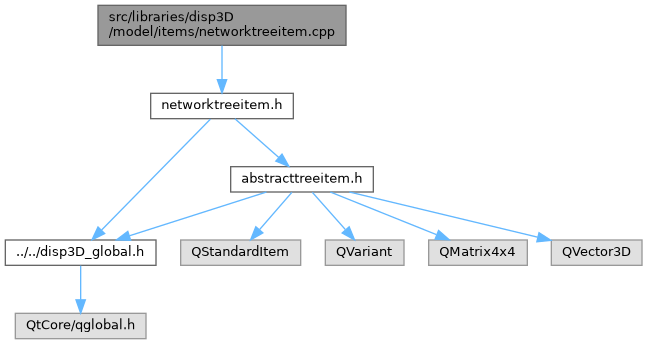 src/libraries/disp3D
/model/items/networktreeitem.cpp
networktreeitem.h
abstracttreeitem.h
../../disp3D_global.h
QStandardItem
QVariant
QMatrix4x4
QVector3D
QtCore/qglobal.h